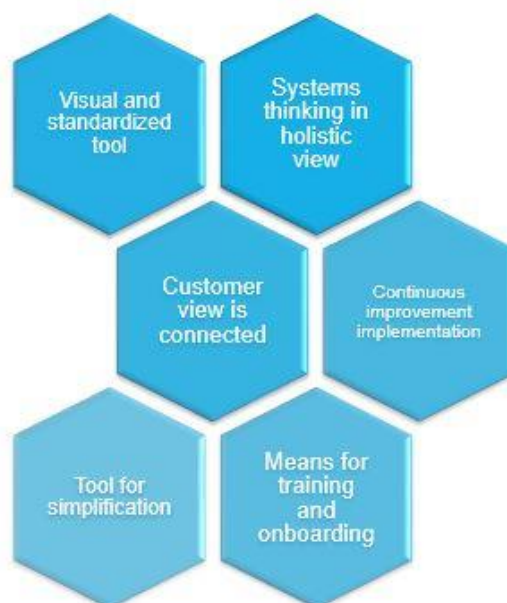 Visual and
standardized
tool
Systems
thinking in
holistic
view
Customer
view is
connected
Continuous
improvement
implementation
Tool for
simplification
Means for
training
and
onboarding